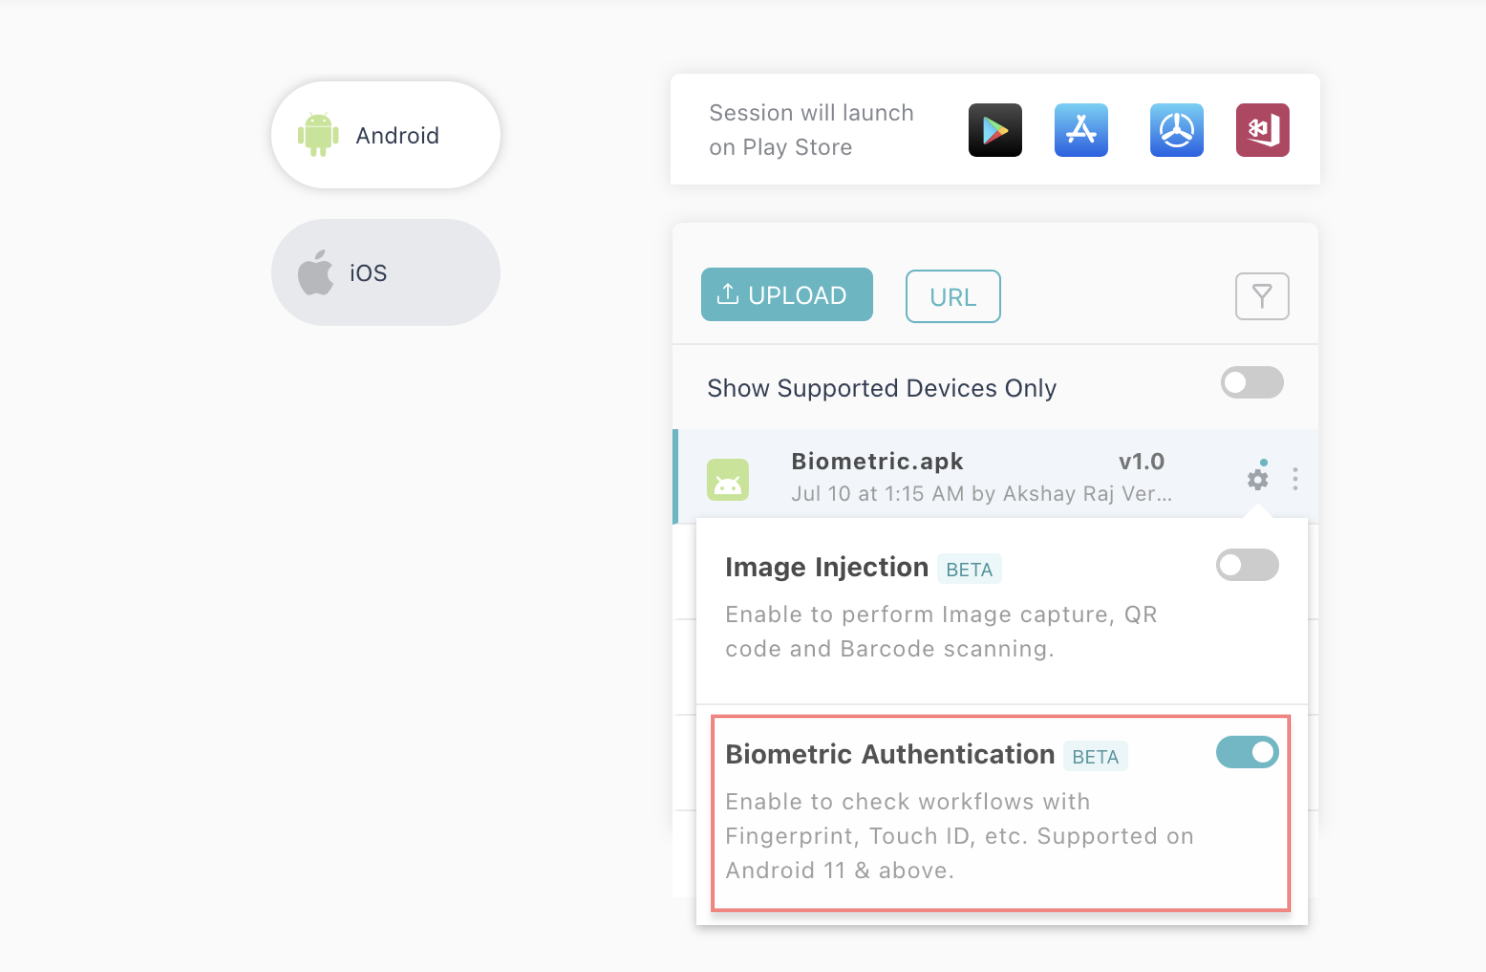 Android
iOS
Session will launch
on Play Store
UPLOAD
URL
Show Supported Devices Only
Biometric.apk v1.0
Jul 10 at 1:15 AM by Akshay Raj Ver...
Image Injection BETA
Enable to perform Image capture, QR
code and Barcode scanning.
Biometric Authentication BETA
Enable to check workflows with
Fingerprint, Touch ID, etc. Supported on
Android 11 & above.